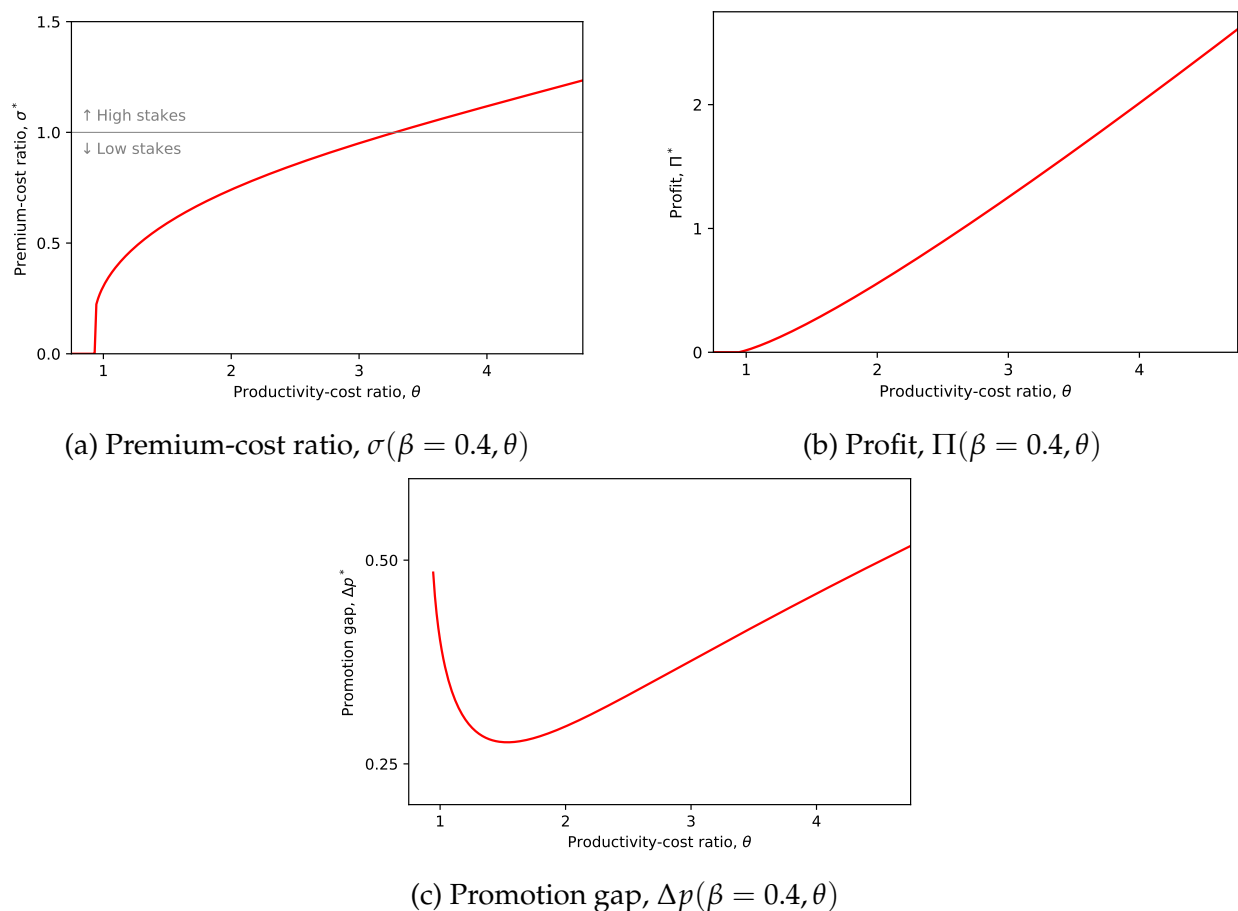 1.5
1.0
0.5
0.0
Premium-cost ratio, σ*
↑ High stakes
↓ Low stakes
1 2 3 4
Productivity-cost ratio, θ
(a) Premium-cost ratio, σ(β = 0.4, θ)
2
1
0
Profit, Π*
1 2 3 4
Productivity-cost ratio, θ
(b) Profit, Π(β = 0.4, θ)
0.50
0.25
Promotion gap, Δp*
1 2 3 4
Productivity-cost ratio, θ
(c) Promotion gap, Δp(β = 0.4, θ)